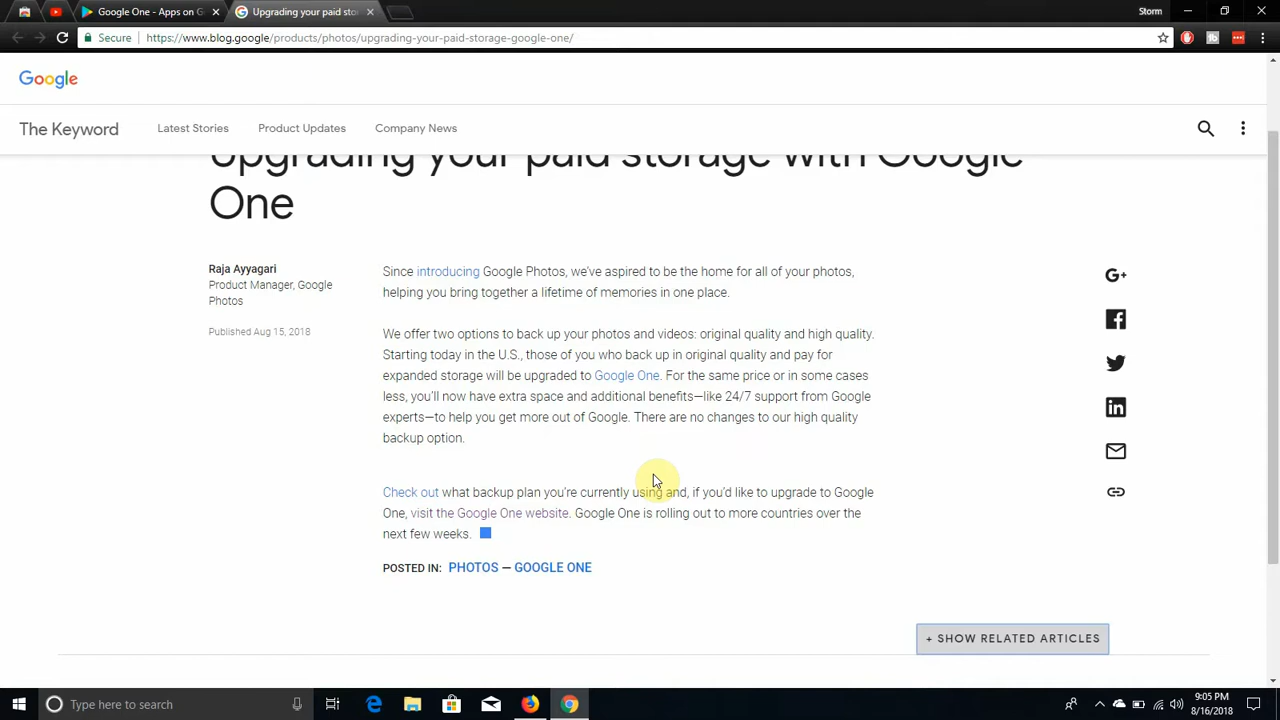 Google One - Apps on G
Upgrading your paid sto
Storm
Secure
https://www.blog.google/products/photos/upgrading-your-paid-storage-google-one/
Google
The Keyword
Latest Stories
Product Updates
Company News
Upgrading your paid storage with Google
One
Raja Ayyagari
Product Manager, Google
Photos
Published Aug 15, 2018
Since introducing Google Photos, we've aspired to be the home for all of your photos,
helping you bring together a lifetime of memories in one place.
We offer two options to back up your photos and videos: original quality and high quality.
Starting today in the U.S., those of you who back up in original quality and pay for
expanded storage will be upgraded to Google One. For the same price or in some cases
less, you'll now have extra space and additional benefits—like 24/7 support from Google
experts—to help you get more out of Google. There are no changes to our high quality
backup option.
Check out what backup plan you're currently using and, if you'd like to upgrade to Google
One, visit the Google One website. Google One is rolling out to more countries over the
next few weeks.
POSTED IN: PHOTOS — GOOGLE ONE
+ SHOW RELATED ARTICLES
Type here to search
9:05 PM
8/16/2018